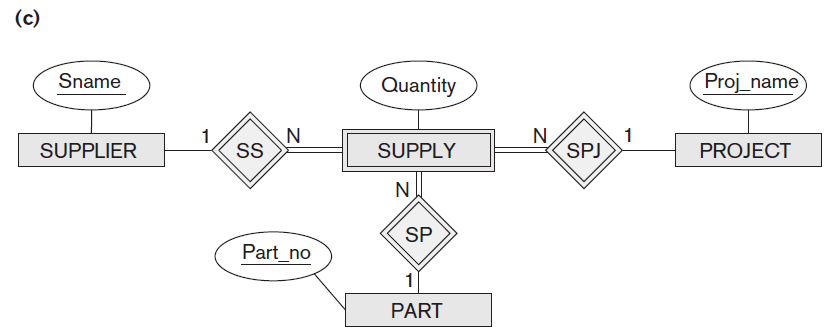 (c)
Sname
Quantity
Proj_name
1
N
N
1
SUPPLIER
SS
SUPPLY
SPJ
PROJECT
N
SP
Part_no
1
PART